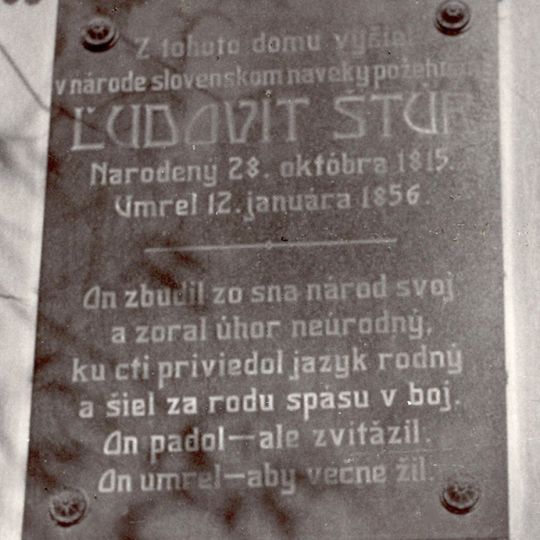 Z tohoto domu vyšiel
v národe slovenskom naveky požehnaný
ĽUDOVÍT ŠTÚR
Narodený 28. októbra 1815.
Umrel 12. januára 1856.
On zbudil zo sna národ svoj
a zoral úhor neúrodný,
ku cti priviedol jazyk rodný
a šiel za rodu spásu v boj.
On padol—ale zvíťazil.
On umrel—aby večne žil.